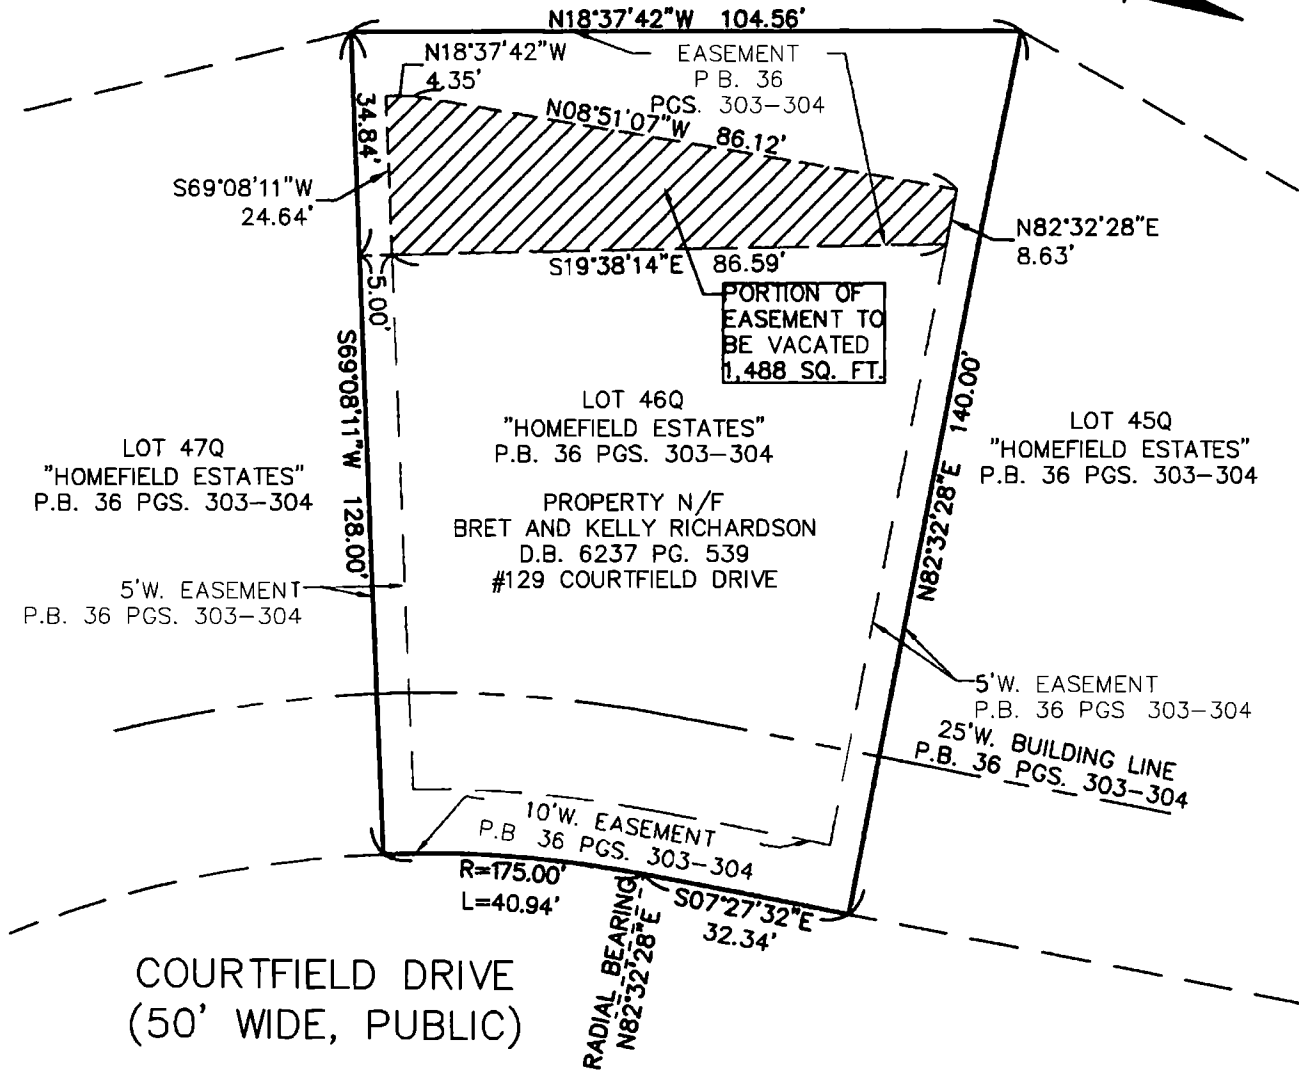 N18°37'42"W 104.56'
N18°37'42"W
4.35'
EASEMENT
P.B. 36
PGS. 303-304
N08°51'07"W 86.12'
34.84'
S69°08'11"W
24.64'
N82°32'28"E
8.63'
S19°38'14"E 86.59'
5.00'
PORTION OF
EASEMENT TO
BE VACATED
1,488 SQ. FT.
S69°08'11"W 128.00'
N82°32'28"E 140.00'
LOT 47Q
"HOMEFIELD ESTATES"
P.B. 36 PGS. 303-304
LOT 46Q
"HOMEFIELD ESTATES"
P.B. 36 PGS. 303-304
PROPERTY N/F
BRET AND KELLY RICHARDSON
D.B. 6237 PG. 539
#129 COURTFIELD DRIVE
LOT 45Q
"HOMEFIELD ESTATES"
P.B. 36 PGS. 303-304
5'W. EASEMENT
P.B. 36 PGS. 303-304
5'W. EASEMENT
P.B. 36 PGS 303-304
25'W. BUILDING LINE
P.B. 36 PGS. 303-304
10'W. EASEMENT
P.B 36 PGS. 303-304
R=175.00'
L=40.94'
S07°27'32"E
32.34'
RADIAL BEARING
N82°32'28"E
COURTFIELD DRIVE
(50' WIDE, PUBLIC)